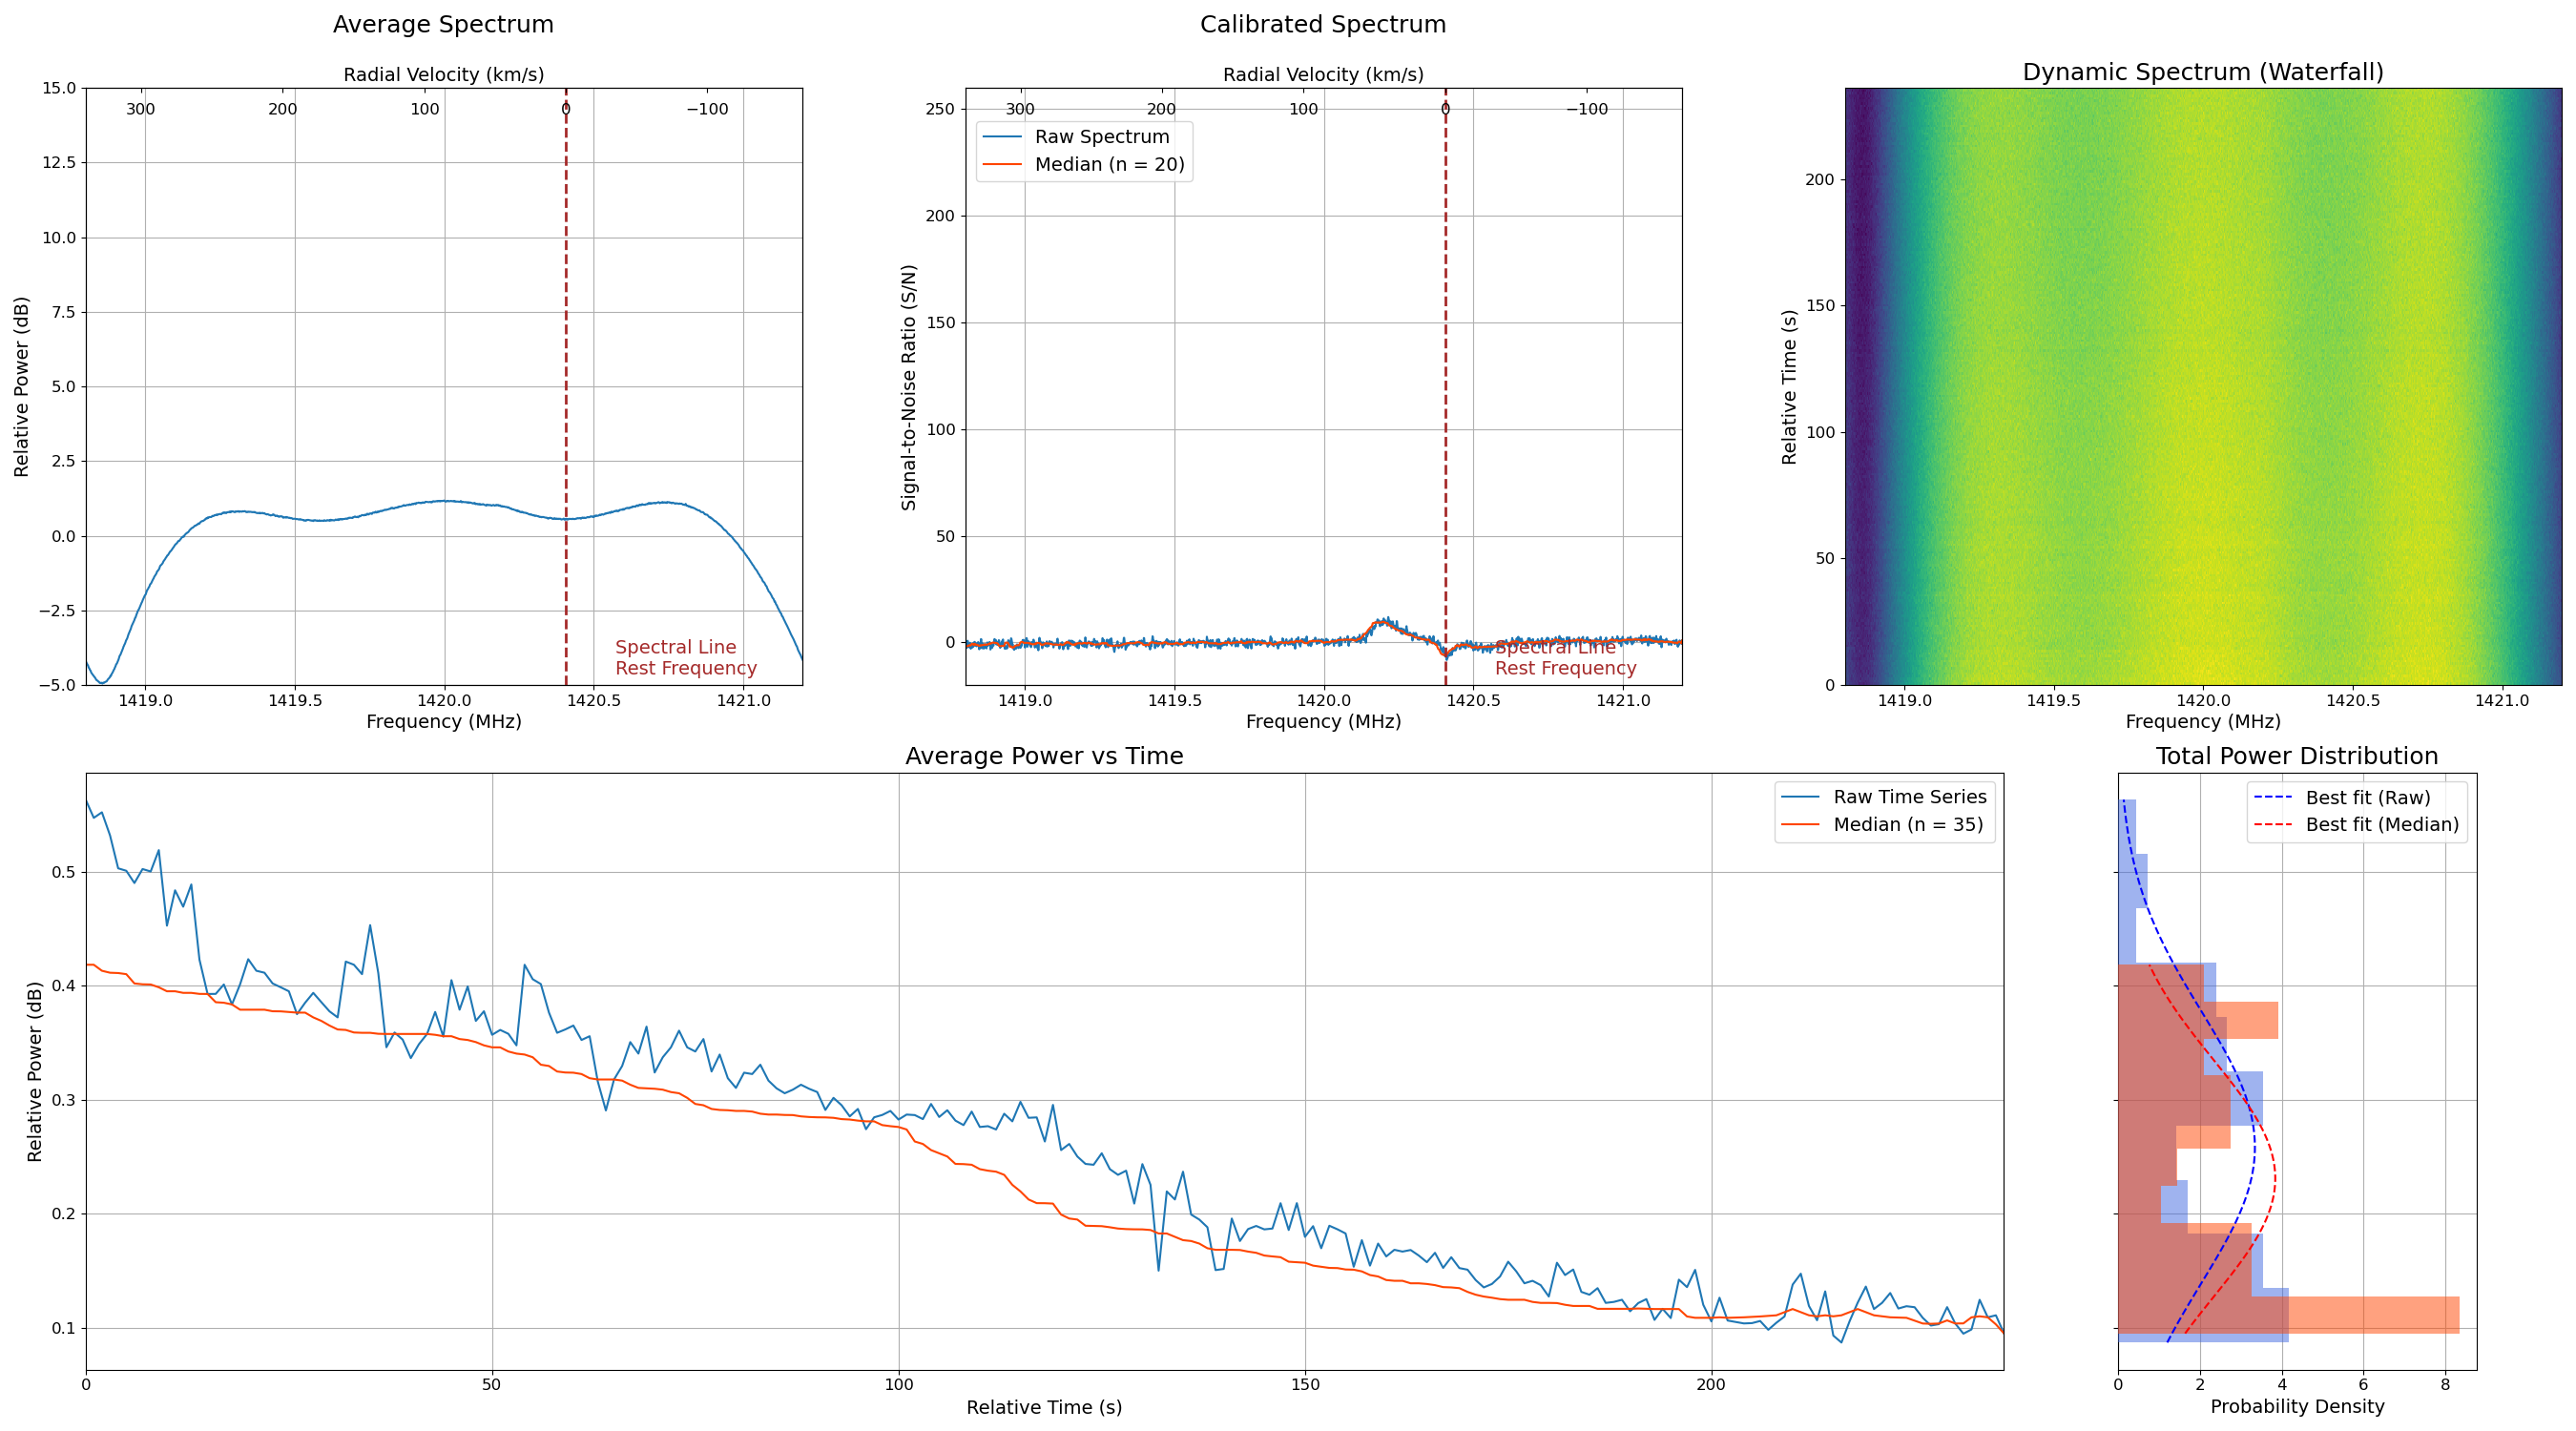 Average Spectrum
Radial Velocity (km/s)
300 200 100 0 −100
15.0
12.5
10.0
7.5
5.0
2.5
0.0
−2.5
−5.0
Relative Power (dB)
Spectral Line
Rest Frequency
1419.0 1419.5 1420.0 1420.5 1421.0
Frequency (MHz)
Calibrated Spectrum
Radial Velocity (km/s)
300 200 100 0 −100
Raw Spectrum
Median (n = 20)
250
200
150
100
50
0
Signal-to-Noise Ratio (S/N)
Spectral Line
Rest Frequency
1419.0 1419.5 1420.0 1420.5 1421.0
Frequency (MHz)
Dynamic Spectrum (Waterfall)
200
150
100
50
0
Relative Time (s)
1419.0 1419.5 1420.0 1420.5 1421.0
Frequency (MHz)
Average Power vs Time
Raw Time Series
Median (n = 35)
0.5
0.4
0.3
0.2
0.1
Relative Power (dB)
0 50 100 150 200
Relative Time (s)
Total Power Distribution
Best fit (Raw)
Best fit (Median)
0 2 4 6 8
Probability Density